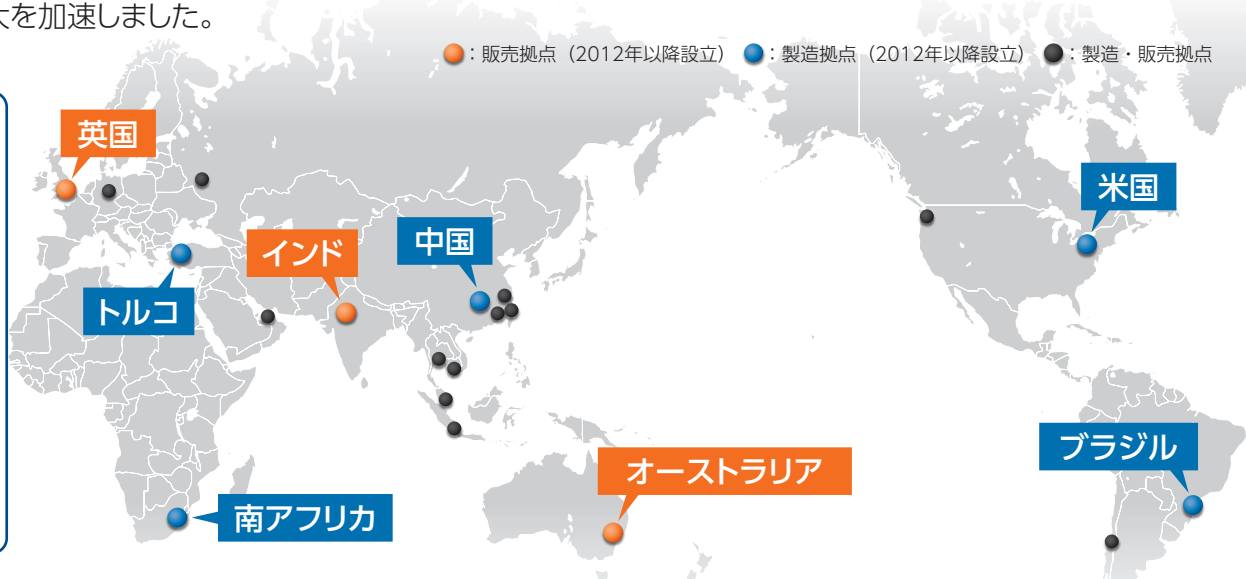 大を加速しました。
：販売拠点（2012年以降設立） ：製造拠点（2012年以降設立） ：製造・販売拠点
英国
米国
中国
インド
トルコ
ブラジル
オーストラリア
南アフリカ